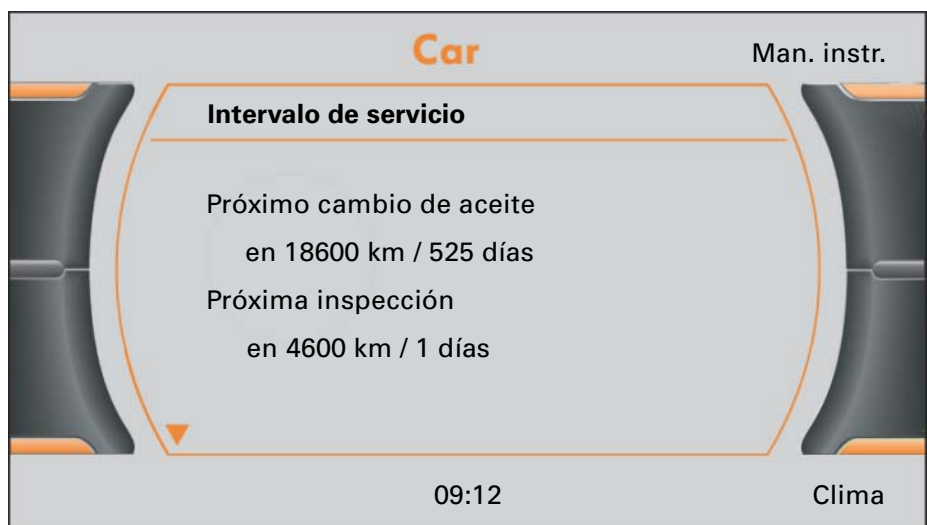 Car
Man. instr.
Intervalo de servicio
Próximo cambio de aceite
en 18600 km / 525 días
Próxima inspección
en 4600 km / 1 días
09:12
Clima